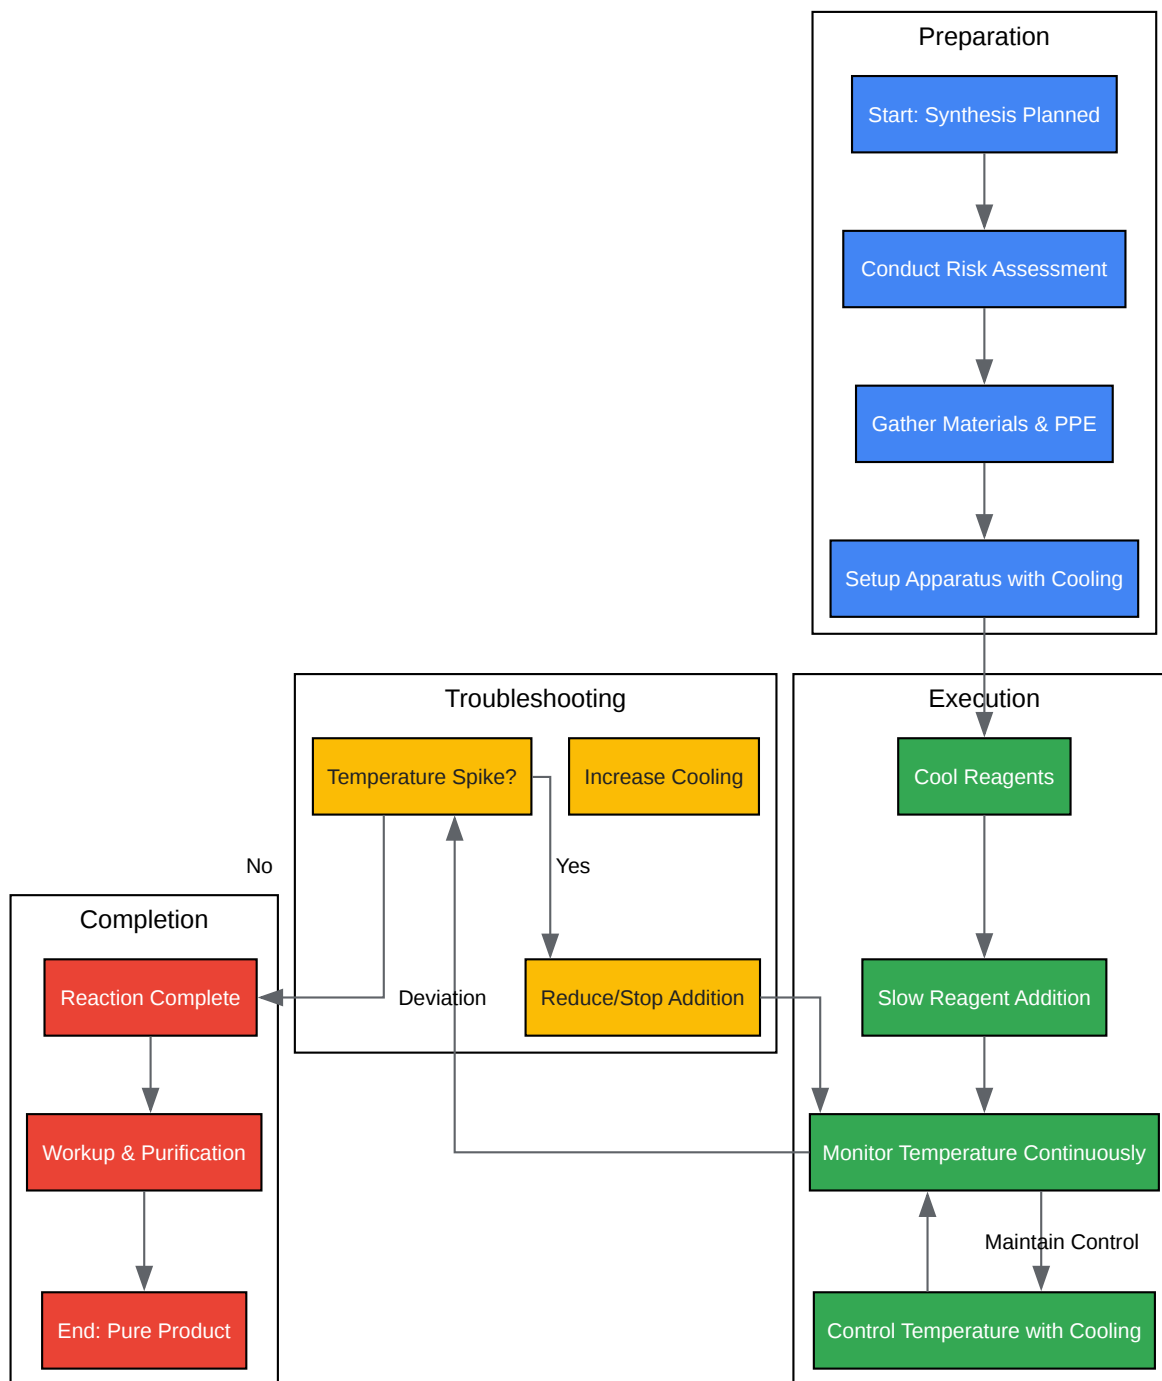 Preparation
Start: Synthesis Planned
Conduct Risk Assessment
Gather Materials & PPE
Setup Apparatus with Cooling
Troubleshooting
Execution
Temperature Spike?
Increase Cooling
Cool Reagents
No
Yes
Completion
Reaction Complete
Deviation
Reduce/Stop Addition
Slow Reagent Addition
Workup & Purification
Monitor Temperature Continuously
Maintain Control
End: Pure Product
Control Temperature with Cooling